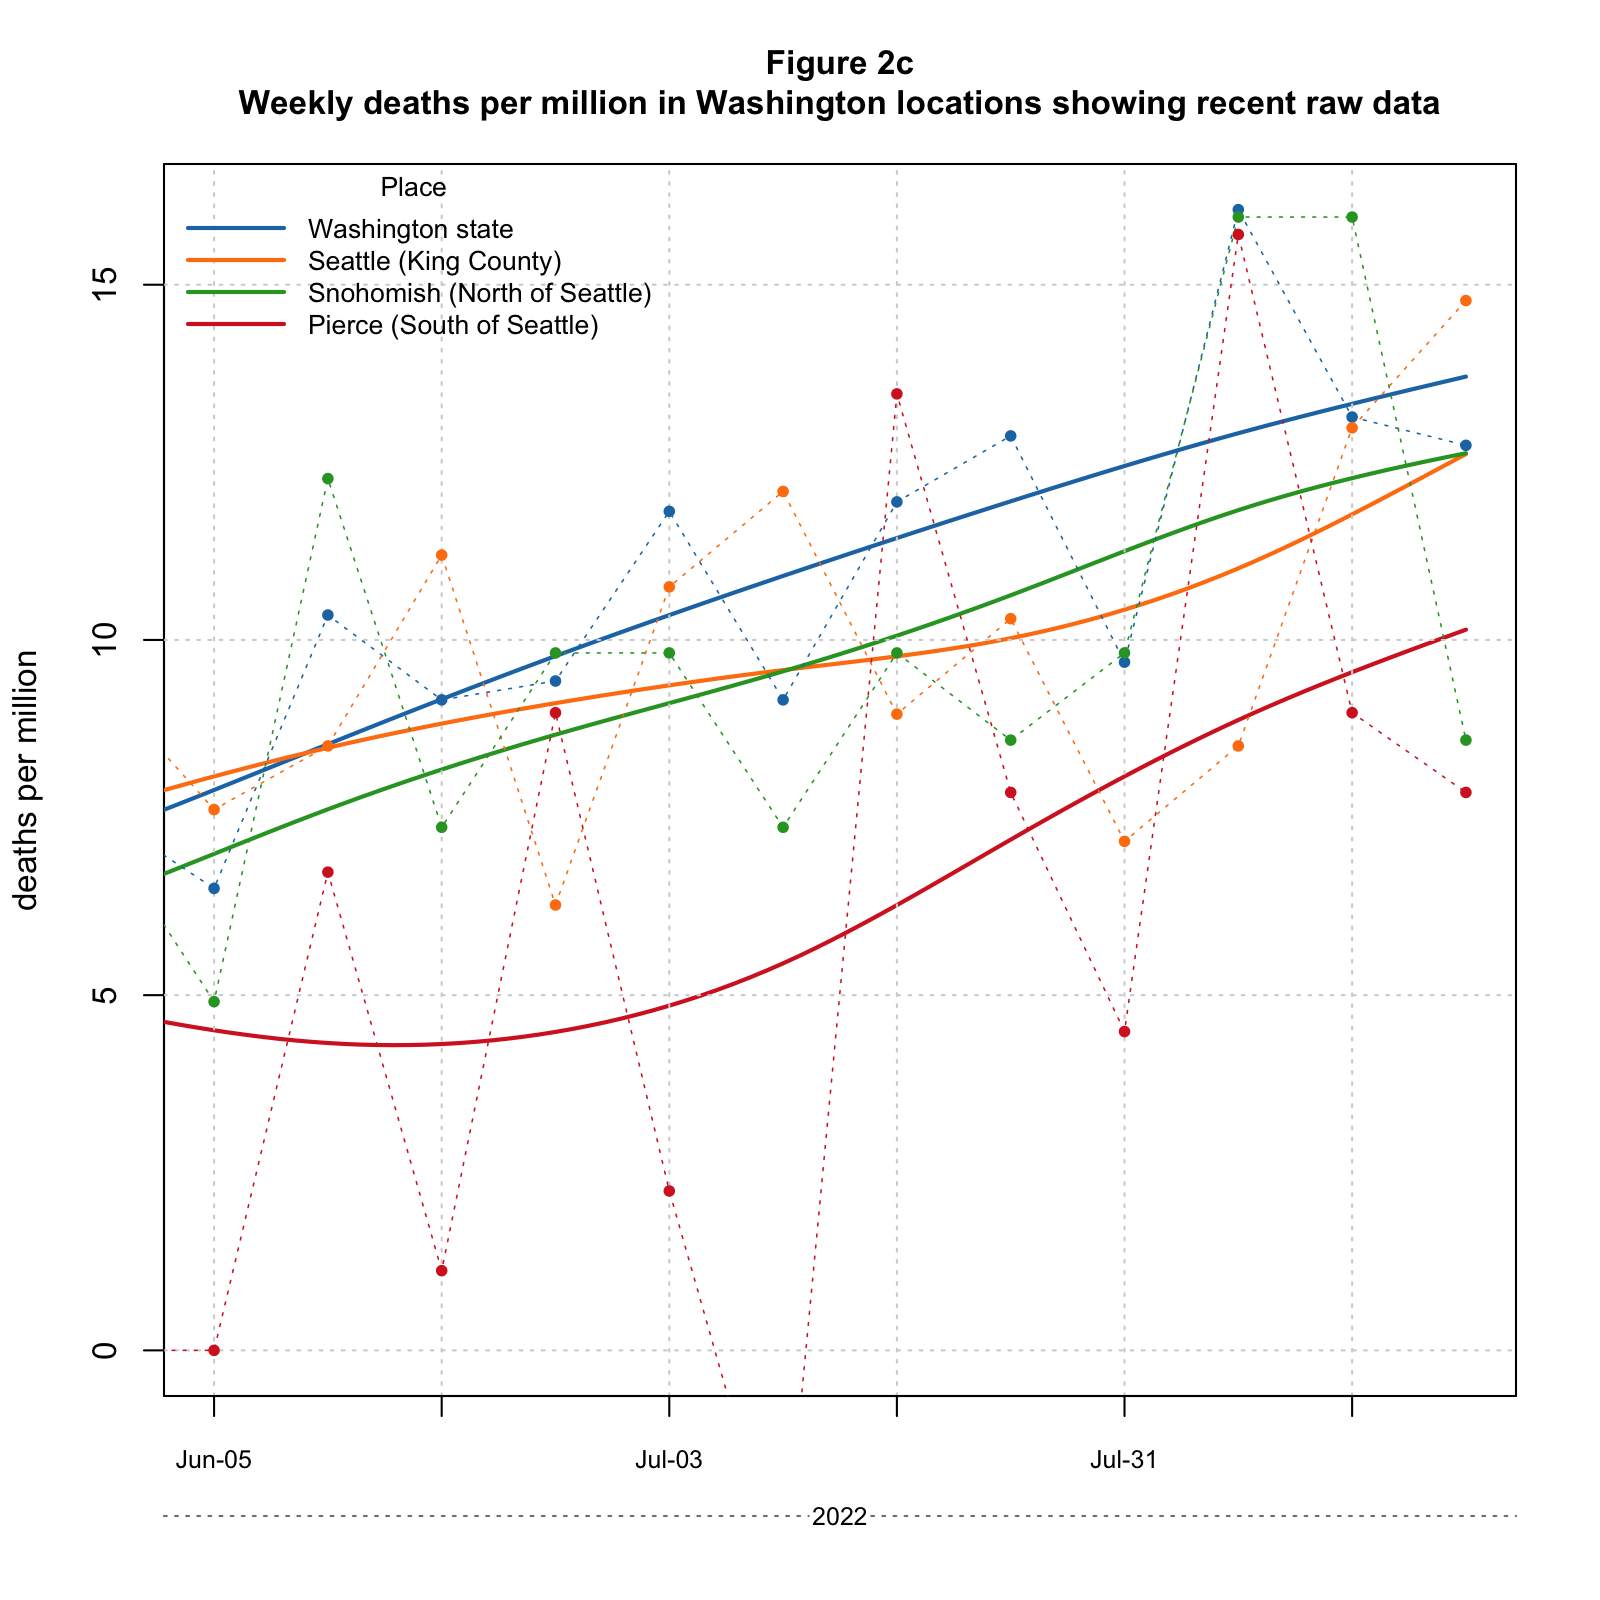 Figure 2c
Weekly deaths per million in Washington locations showing recent raw data
Place
Washington state
Seattle (King County)
Snohomish (North of Seattle)
Pierce (South of Seattle)
deaths per million
15
10
5
0
Jun-05
Jul-03
Jul-31
2022